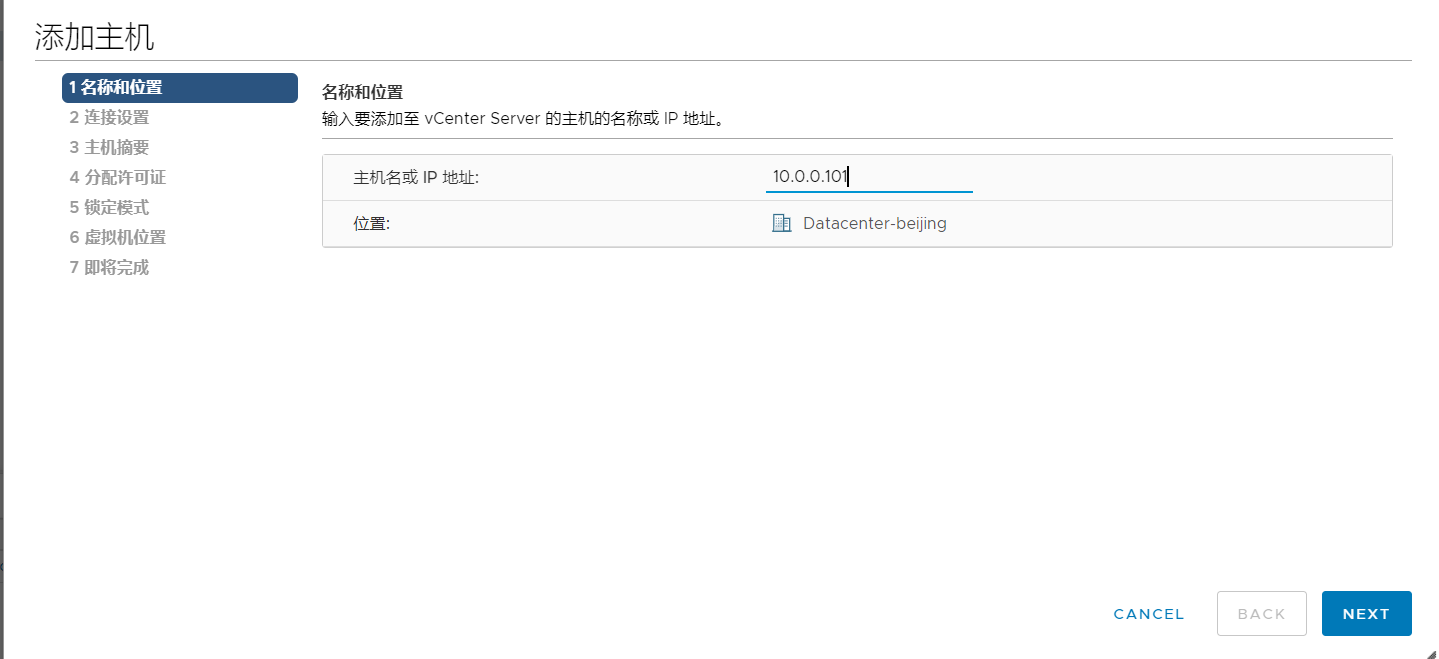 添加主机
1 名称和位置
2 连接设置
3 主机摘要
4 分配许可证
5 锁定模式
6 虚拟机位置
7 即将完成
名称和位置
输入要添加至 vCenter Server 的主机的名称或 IP 地址。
主机名或 IP 地址: 10.0.0.101
位置: Datacenter-beijing
CANCEL BACK NEXT